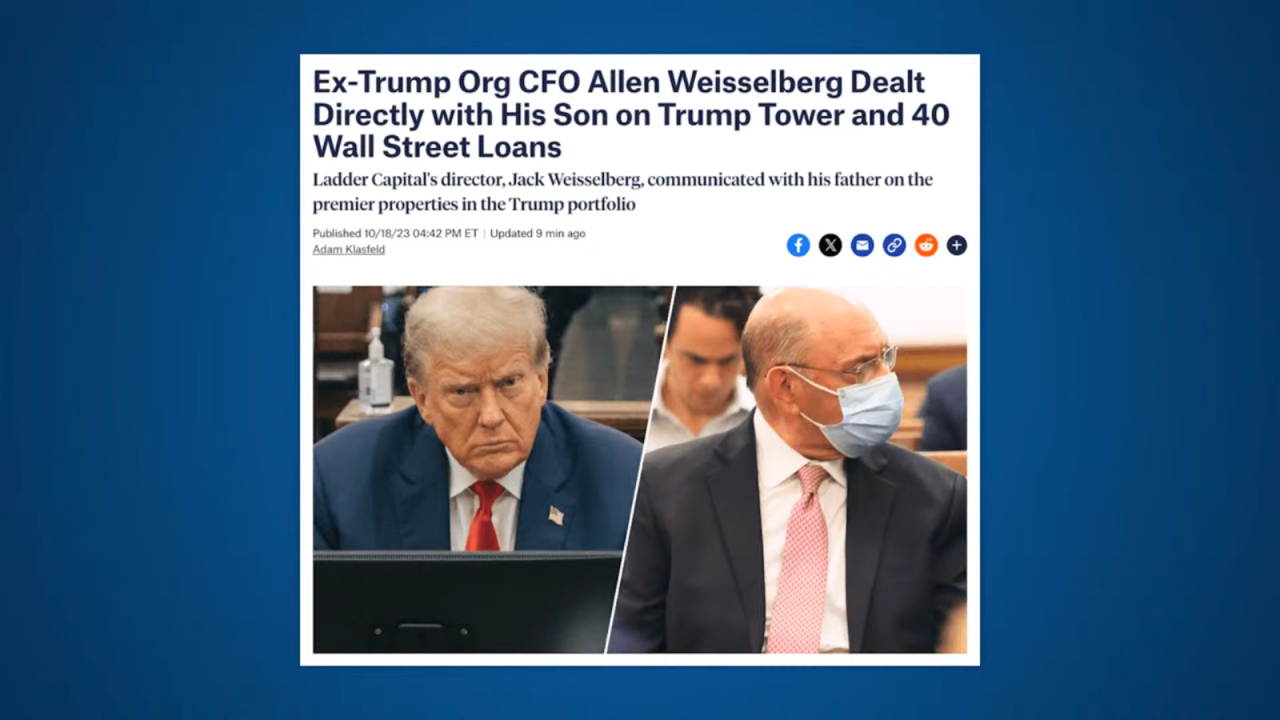 Ex-Trump Org CFO Allen Weisselberg Dealt
Directly with His Son on Trump Tower and 40
Wall Street Loans
Ladder Capital's director, Jack Weisselberg, communicated with his father on the
premier properties in the Trump portfolio
Published 10/18/23 04:42 PM ET | Updated 9 min ago
Adam Klasfeld